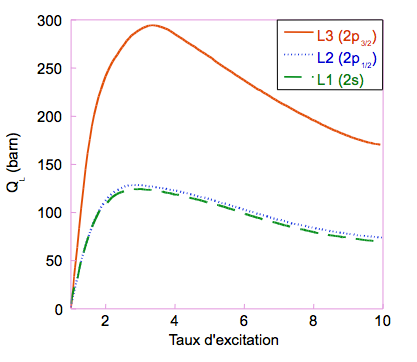 300
250
200
150
100
50
0
Q_L (barn)
L3 (2p3/2)
L2 (2p1/2)
L1 (2s)
2 4 6 8 10
Taux d'excitation